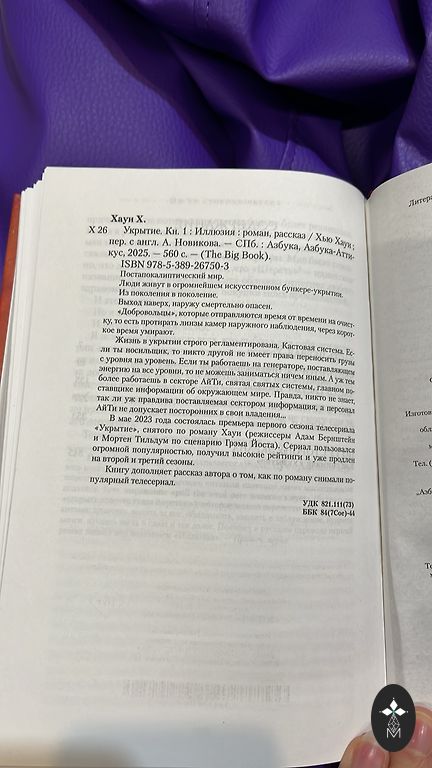 Хауи Х.
Х 26 Укрытие. Кн. 1 : Иллюзия : роман, рассказ / Хью Хауи ;
пер. с англ. А. Новикова. — СПб. : Азбука, Азбука-Атти-
кус, 2025. — 560 с. — (The Big Book).
ISBN 978-5-389-26750-3
Постапокалиптический мир.
Люди живут в огромнейшем искусственном бункере-укрытии.
Из поколения в поколение.
Выход наверх, наружу смертельно опасен.
«Добровольцы», которые отправляются время от времени на очист-
ку, то есть протирать линзы камер наружного наблюдения, через корот-
кое время умирают.
Жизнь в укрытии строго регламентирована. Кастовая система. Ес-
ли ты носильщик, то никто другой не имеет права переносить грузы
с уровня на уровень. Если ты работаешь на генераторе, поставляющем
энергию на все уровни, то не можешь заниматься ничем иным. А уж тем
более работаешь в секторе АйТи, святая святых системы, главном по-
ставщике информации об окружающем мире. Правда, никто не знает,
так ли уж правдива поставляемая сектором информация, а персонал
АйТи не допускает посторонних в свои владения...
В мае 2023 года состоялась премьера первого сезона телесериала
«Укрытие», снятого по роману Хауи (режиссеры Адам Бернштейн
и Мортен Тильдум по сценарию Грэма Йоста). Сериал пользовался
огромной популярностью, получил высокие рейтинги и уже продлен
на второй и третий сезоны.
Книгу дополняет рассказ автора о том, как по роману снимали по-
пулярный телесериал.
УДК 821.111(73)
ББК 84(7Сое)-44
Литера
Изготов
обл
Тел. (
«Азб
То
М